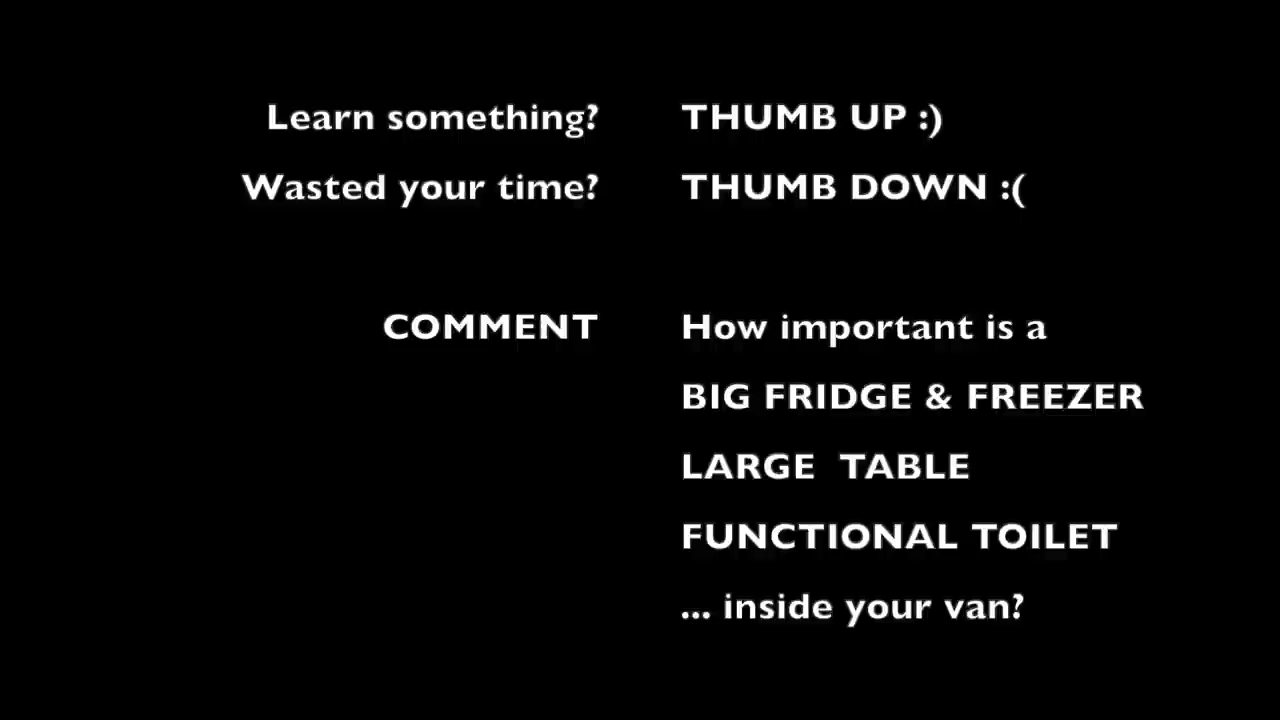 Learn something? THUMB UP :)
Wasted your time? THUMB DOWN :(
COMMENT How important is a
BIG FRIDGE & FREEZER
LARGE TABLE
FUNCTIONAL TOILET
... inside your van?